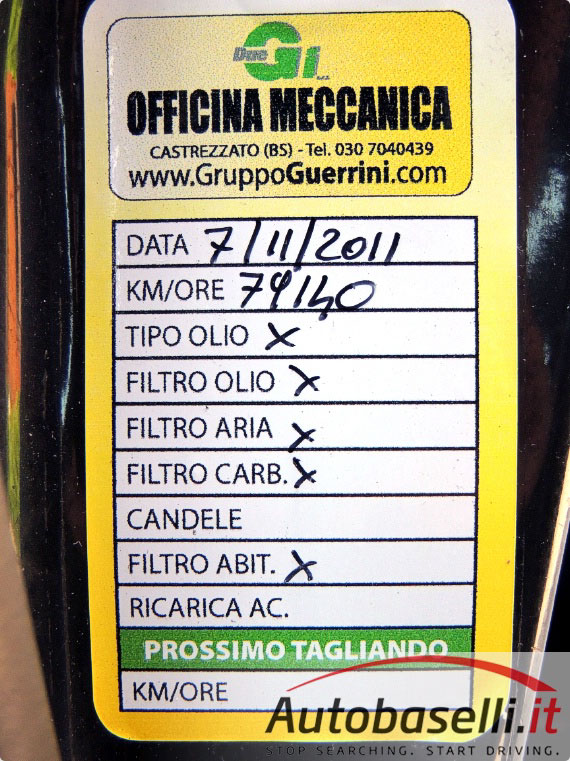 Due Gi s.n.c.
OFFICINA MECCANICA
CASTREZZATO (BS) - Tel. 030 7040439
www.GruppoGuerrini.com
DATA 7/11/2011
KM/ORE 79140
TIPO OLIO X
FILTRO OLIO X
FILTRO ARIA X
FILTRO CARB. X
CANDELE
FILTRO ABIT. X
RICARICA AC.
PROSSIMO TAGLIANDO
KM/ORE
Autobaselli.it
STOP SEARCHING. START DRIVING.